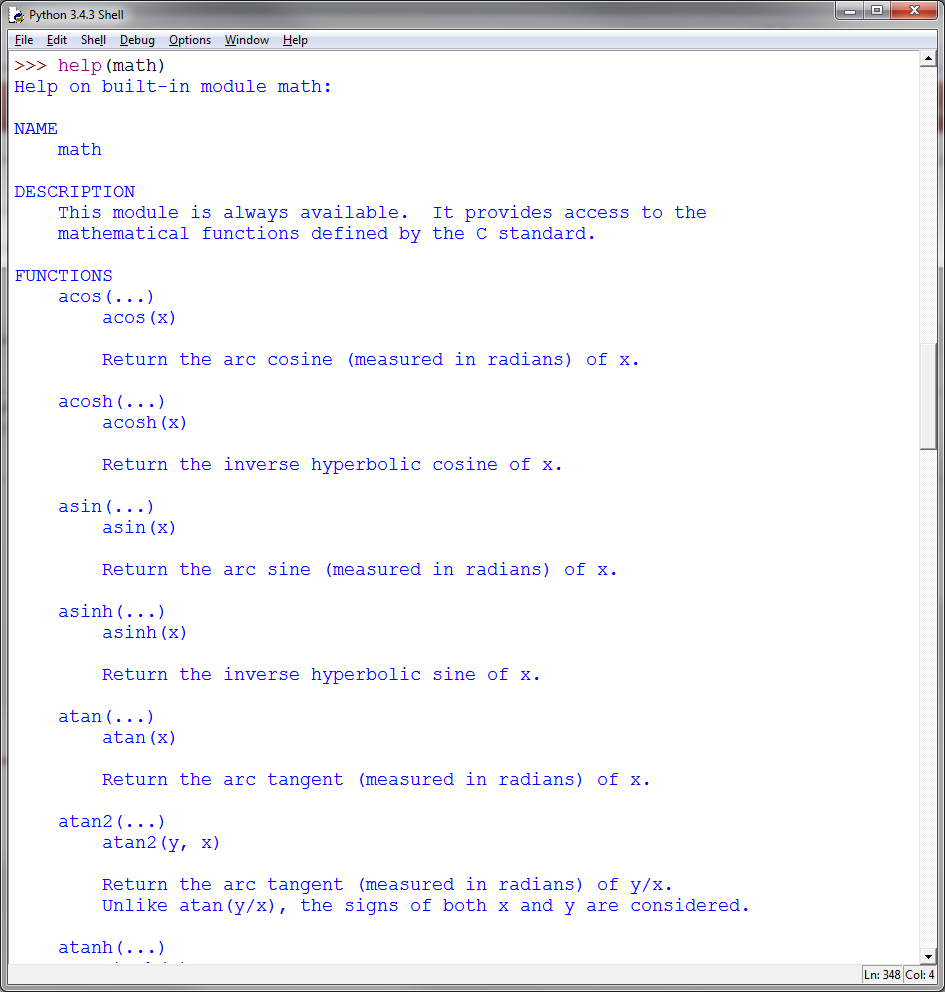 Python 3.4.3 Shell
File Edit Shell Debug Options Window Help
>>> help(math)
Help on built-in module math:
NAME
    math
DESCRIPTION
    This module is always available.  It provides access to the
    mathematical functions defined by the C standard.
FUNCTIONS
    acos(...)
        acos(x)
        Return the arc cosine (measured in radians) of x.
    acosh(...)
        acosh(x)
        Return the inverse hyperbolic cosine of x.
    asin(...)
        asin(x)
        Return the arc sine (measured in radians) of x.
    asinh(...)
        asinh(x)
        Return the inverse hyperbolic sine of x.
    atan(...)
        atan(x)
        Return the arc tangent (measured in radians) of x.
    atan2(...)
        atan2(y, x)
        Return the arc tangent (measured in radians) of y/x.
        Unlike atan(y/x), the signs of both x and y are considered.
    atanh(...)
Ln: 348 Col: 4